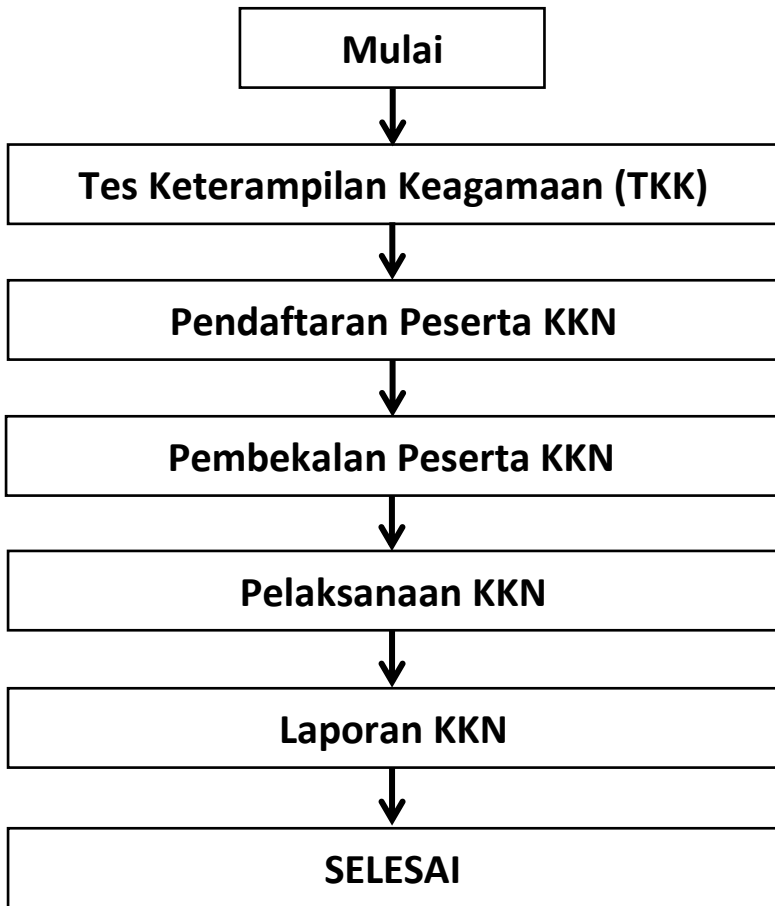 Mulai
Tes Keterampilan Keagamaan (TKK)
Pendaftaran Peserta KKN
Pembekalan Peserta KKN
Pelaksanaan KKN
Laporan KKN
SELESAI